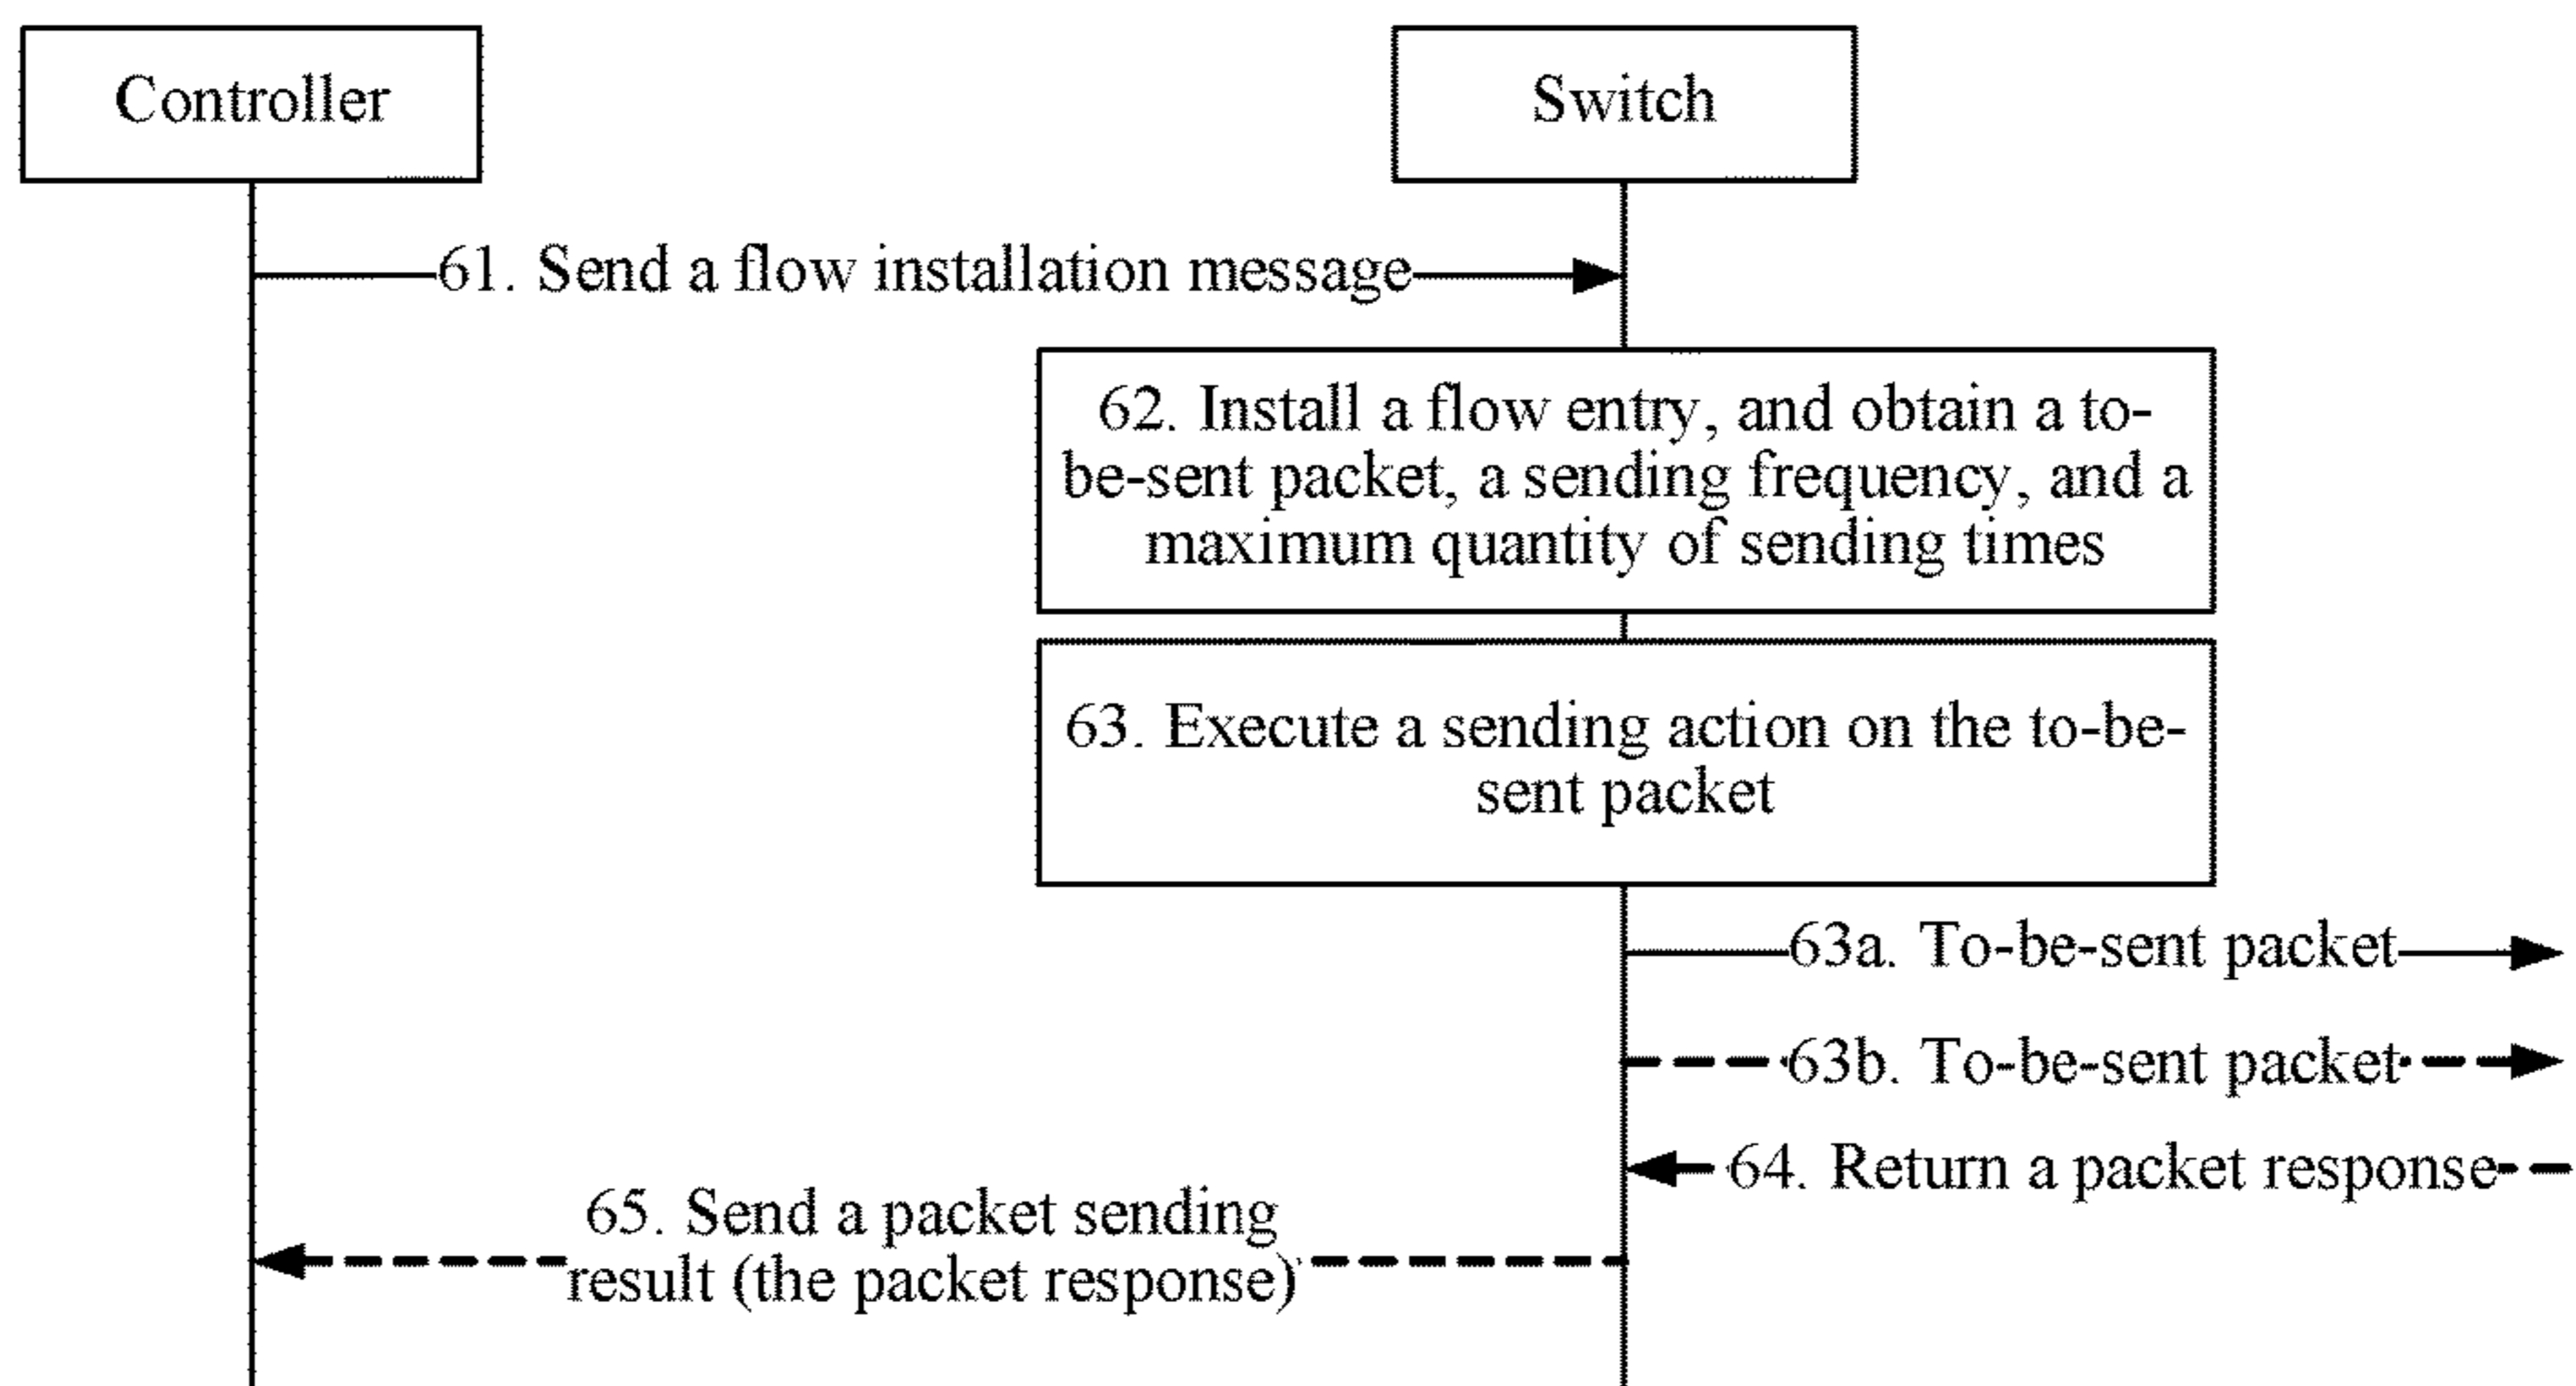 Controller
Switch
61. Send a flow installation message
62. Install a flow entry, and obtain a to-
be-sent packet, a sending frequency, and a
maximum quantity of sending times
63. Execute a sending action on the to-be-
sent packet
63a. To-be-sent packet
63b. To-be-sent packet
64. Return a packet response
65. Send a packet sending
result (the packet response)